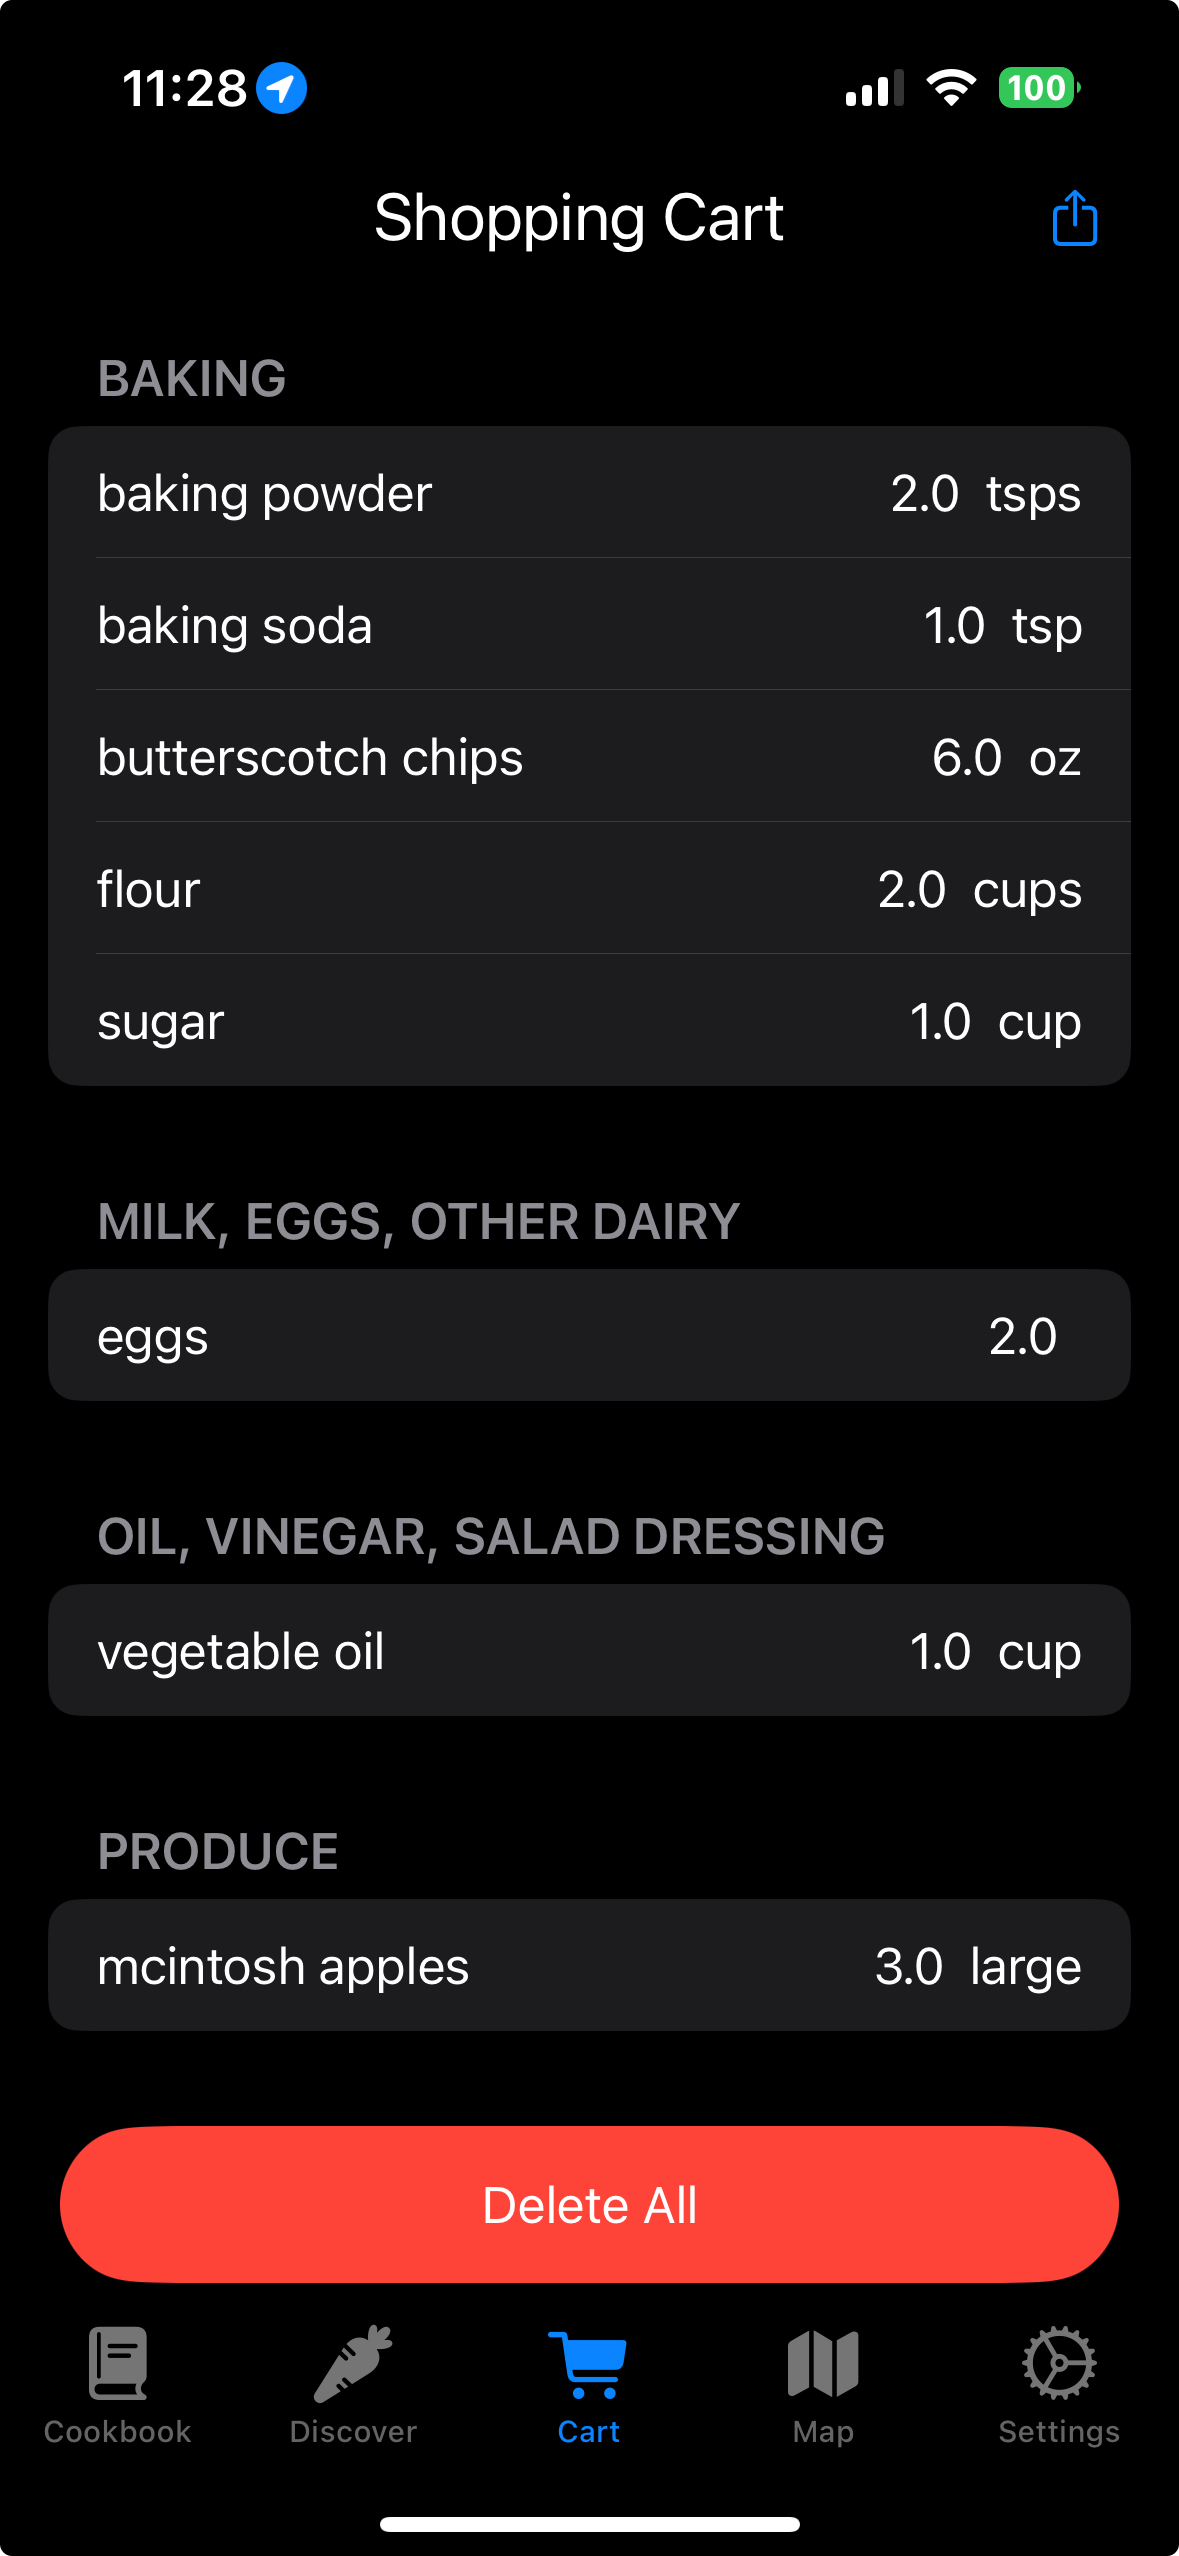 11:28
100
Shopping Cart
BAKING
baking powder 2.0 tsps
baking soda 1.0 tsp
butterscotch chips 6.0 oz
flour 2.0 cups
sugar 1.0 cup
MILK, EGGS, OTHER DAIRY
eggs 2.0
OIL, VINEGAR, SALAD DRESSING
vegetable oil 1.0 cup
PRODUCE
mcintosh apples 3.0 large
Delete All
Cookbook Discover Cart Map Settings